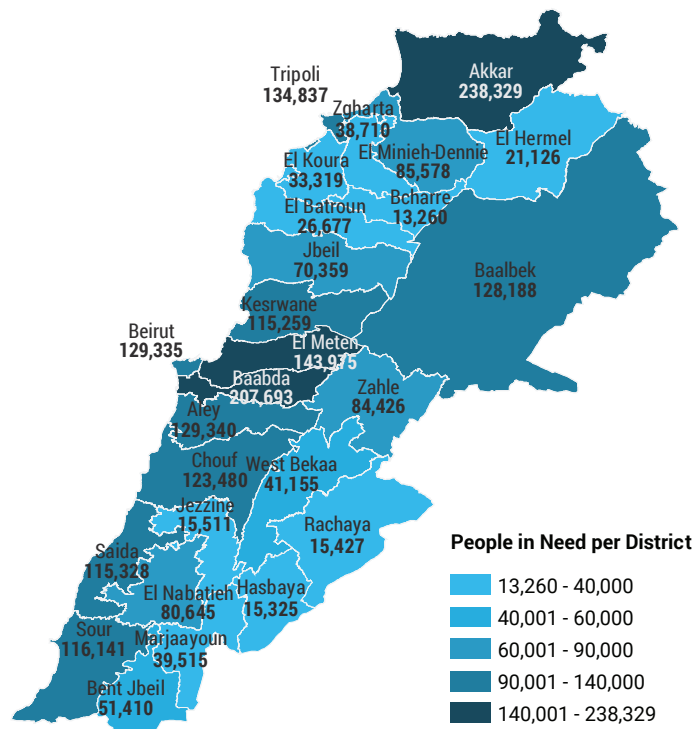 Akkar
238,329
Tripoli
134,837
Zgharta
38,710
El Hermel
21,126
El Minieh-Dennie
85,578
El Koura
33,319
Bcharre
13,260
El Batroun
26,677
Jbeil
70,359
Baalbek
128,188
Kesrwane
115,259
Beirut
129,335
El Meten
143,975
Baabda
207,693
Zahle
84,426
Aley
129,340
Chouf
123,480
West Bekaa
41,155
Jezzine
15,511
Rachaya
15,427
Saida
115,328
El Nabatieh
80,645
Hasbaya
15,325
Sour
116,141
Marjaayoun
39,515
Bent Jbeil
51,410
People in Need per District
13,260 - 40,000
40,001 - 60,000
60,001 - 90,000
90,001 - 140,000
140,001 - 238,329